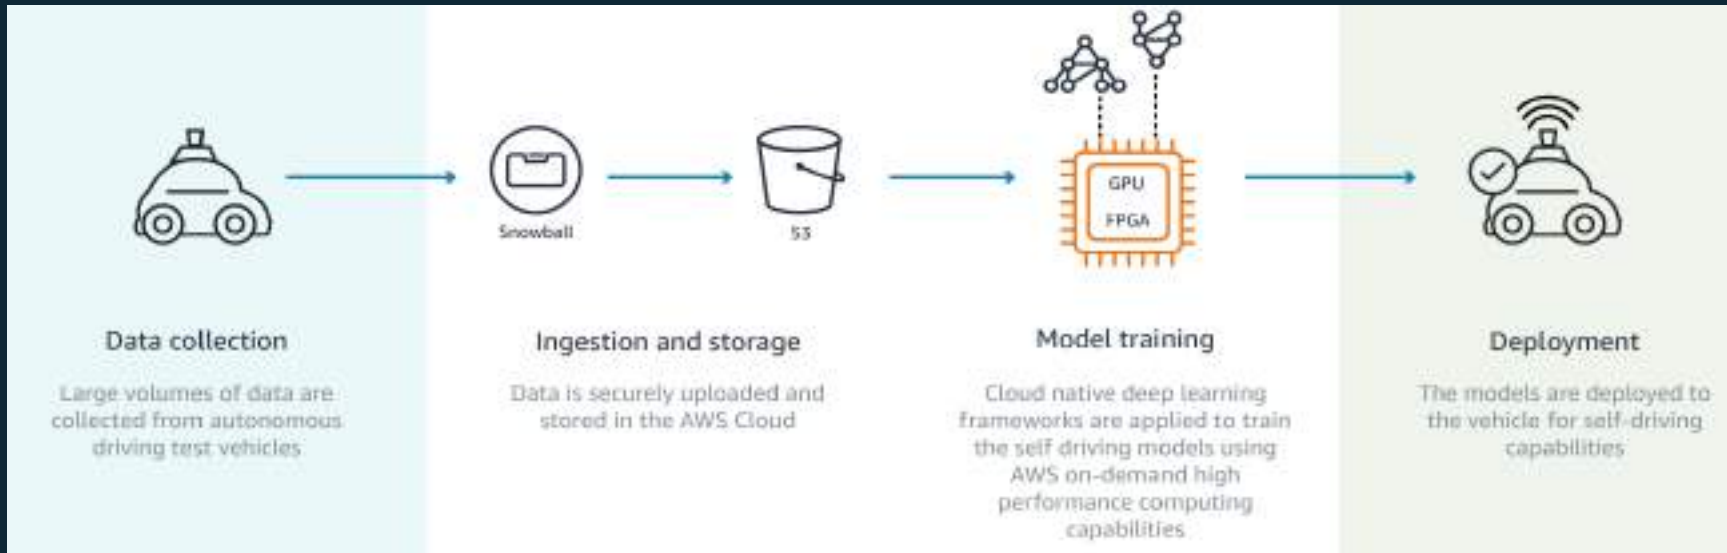 GPU
FPGA
Snowball
S3
Data collection
Large volumes of data are
collected from autonomous
driving test vehicles
Ingestion and storage
Data is securely uploaded and
stored in the AWS Cloud
Model training
Cloud native deep learning
frameworks are applied to train
the self driving models using
AWS on-demand high
performance computing
capabilities
Deployment
The models are deployed to
the vehicle for self-driving
capabilities